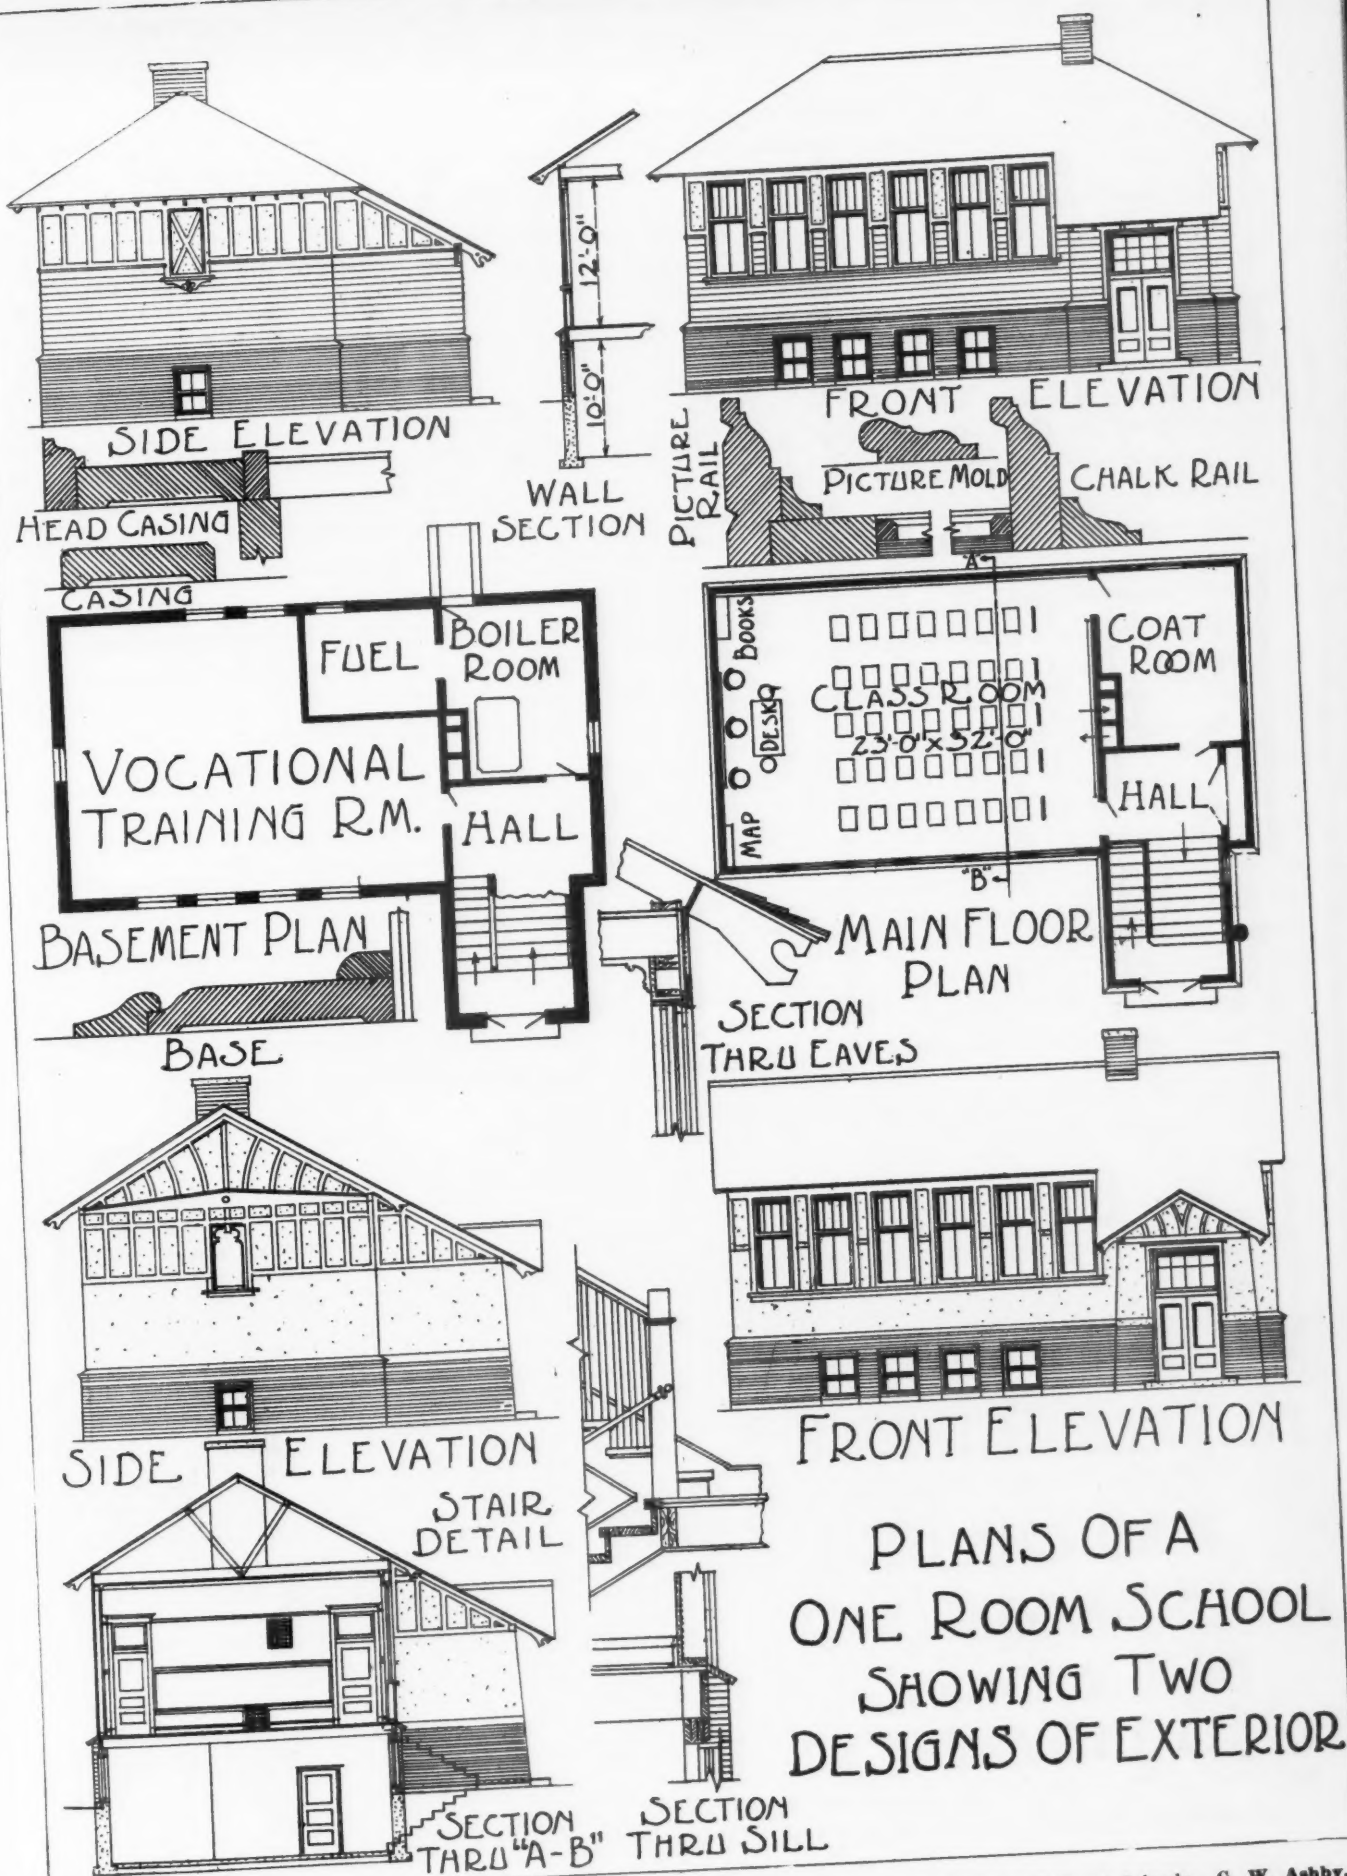 12'-0"
10'-0"
SIDE ELEVATION
FRONT ELEVATION
HEAD CASING
WALL
SECTION
PICTURE
RAIL
PICTURE MOLD
CHALK RAIL
CASING
"A"
FUEL
BOILER
ROOM
VOCATIONAL
TRAINING RM.
HALL
BOOKS
DESK
MAP
CLASS ROOM
23'-0" x 32'-0"
COAT
ROOM
HALL
"B"
BASEMENT PLAN
MAIN FLOOR
PLAN
BASE
SECTION
THRU EAVES
SIDE ELEVATION
FRONT ELEVATION
STAIR
DETAIL
PLANS OF A
ONE ROOM SCHOOL
SHOWING TWO
DESIGNS OF EXTERIOR
SECTION
THRU "A-B"
SECTION
THRU SILL
C. W. Ashby,